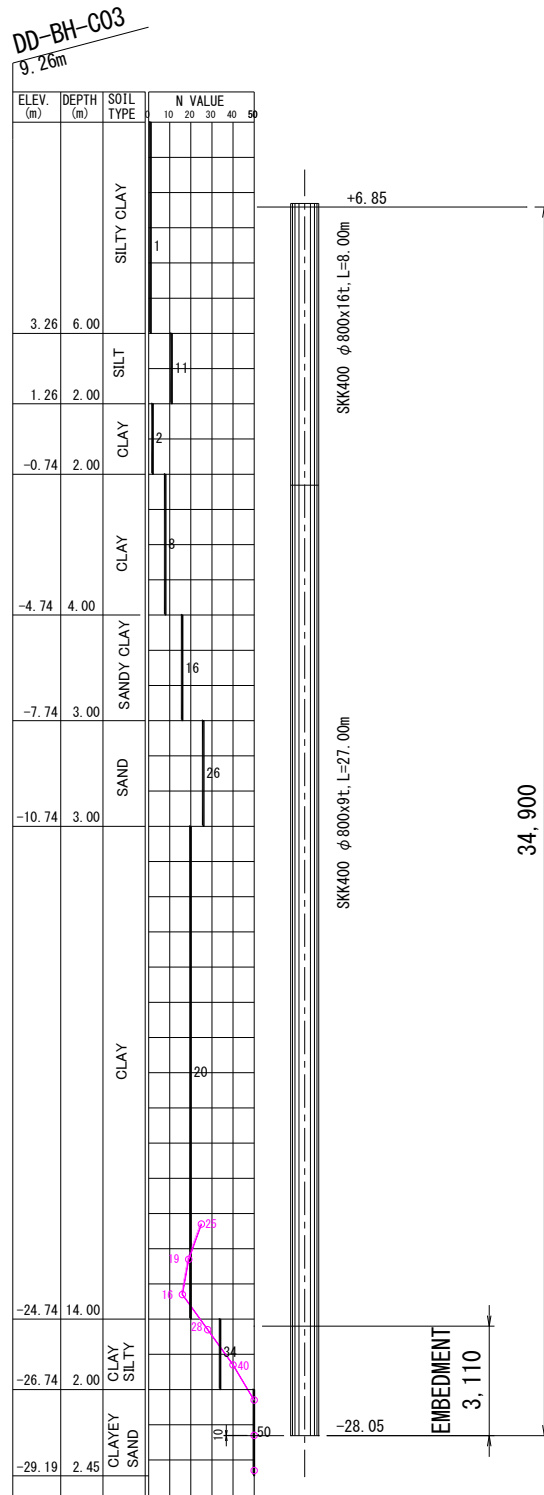 DD-BH-C03
9.26m
ELEV. (m) DEPTH (m) SOIL TYPE N VALUE
0 10 20 30 40 50
+6.85
SILTY CLAY
1
SKK400 φ800x16t, L=8.00m
3.26 6.00
SILT
11
1.26 2.00
CLAY
2
-0.74 2.00
CLAY
8
-4.74 4.00
SANDY CLAY
16
-7.74 3.00
SAND
26
SKK400 φ800x9t, L=27.00m
34,900
-10.74 3.00
CLAY
20
25
19
16
-24.74 14.00
28
CLAY
SILTY
34
40
EMBEDMENT
3,110
-26.74 2.00
CLAYEY
SAND
10
50
-28.05
-29.19 2.45